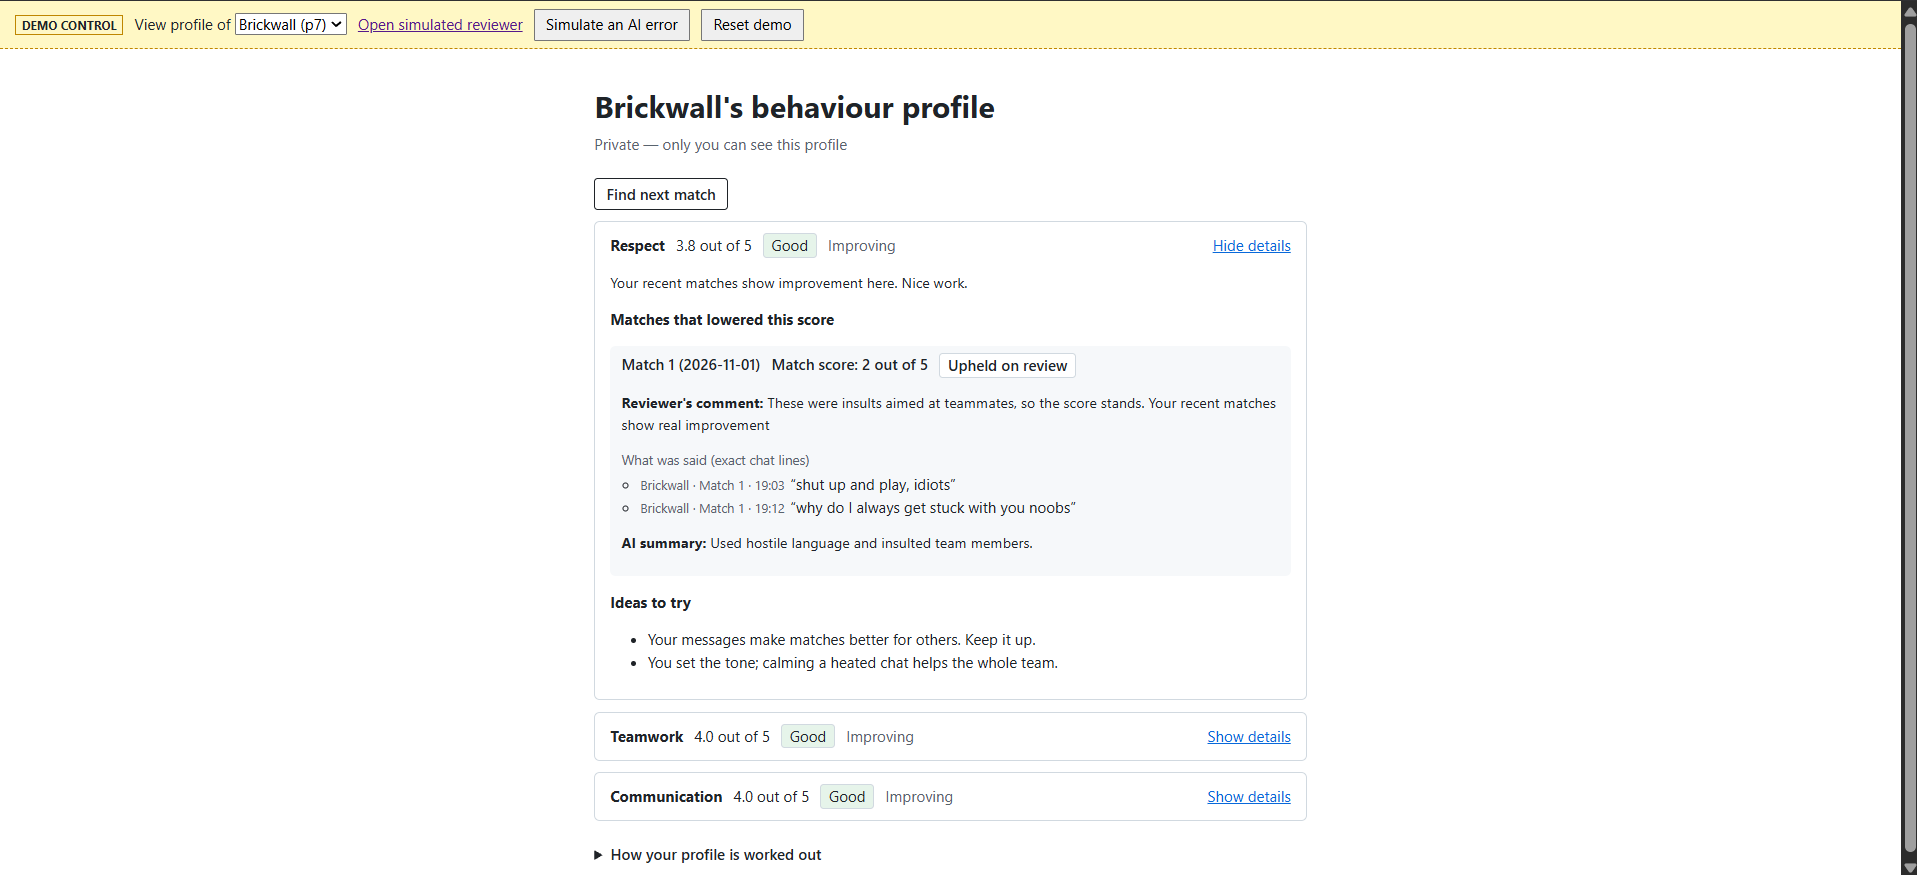 DEMO CONTROL View profile of Brickwall (p7) Open simulated reviewer Simulate an AI error Reset demo
Brickwall's behaviour profile
Private — only you can see this profile
Find next match
Respect 3.8 out of 5 Good Improving Hide details
Your recent matches show improvement here. Nice work.
Matches that lowered this score
Match 1 (2026-11-01) Match score: 2 out of 5 Upheld on review
Reviewer's comment: These were insults aimed at teammates, so the score stands. Your recent matches
show real improvement
What was said (exact chat lines)
Brickwall · Match 1 · 19:03 “shut up and play, idiots”
Brickwall · Match 1 · 19:12 “why do I always get stuck with you noobs”
AI summary: Used hostile language and insulted team members.
Ideas to try
• Your messages make matches better for others. Keep it up.
• You set the tone; calming a heated chat helps the whole team.
Teamwork 4.0 out of 5 Good Improving Show details
Communication 4.0 out of 5 Good Improving Show details
How your profile is worked out